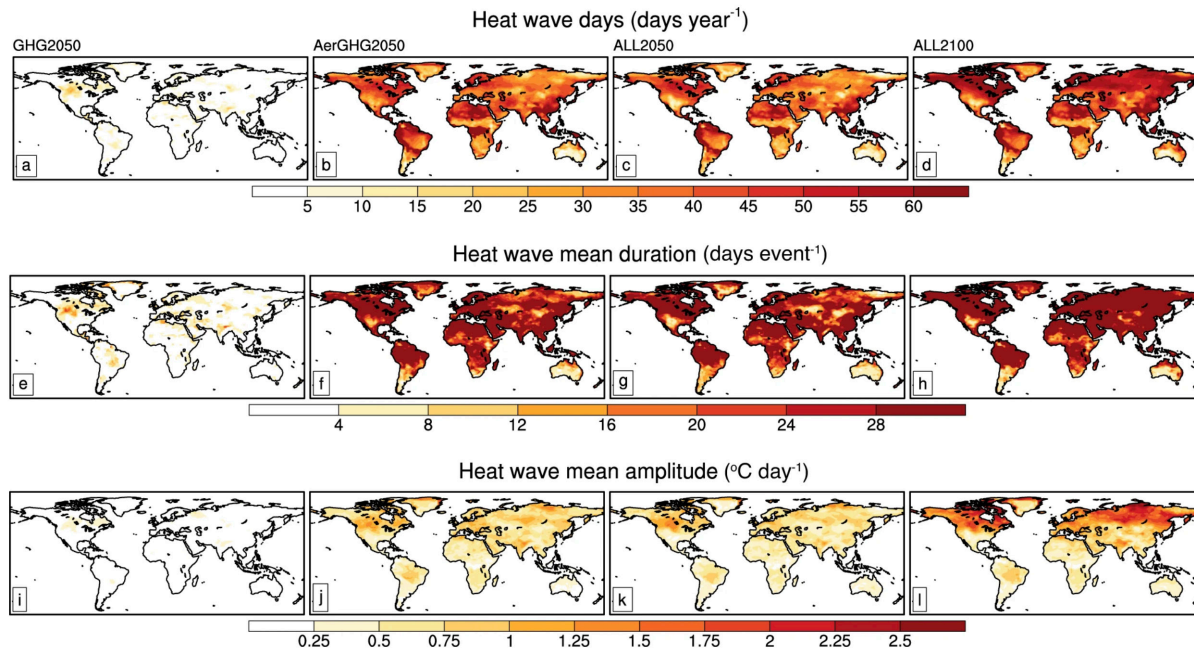 Heat wave days (days year⁻¹)
GHG2050 AerGHG2050 ALL2050 ALL2100
a b c d
5 10 15 20 25 30 35 40 45 50 55 60
Heat wave mean duration (days event⁻¹)
e f g h
4 8 12 16 20 24 28
Heat wave mean amplitude (°C day⁻¹)
i j k l
0.25 0.5 0.75 1 1.25 1.5 1.75 2 2.25 2.5